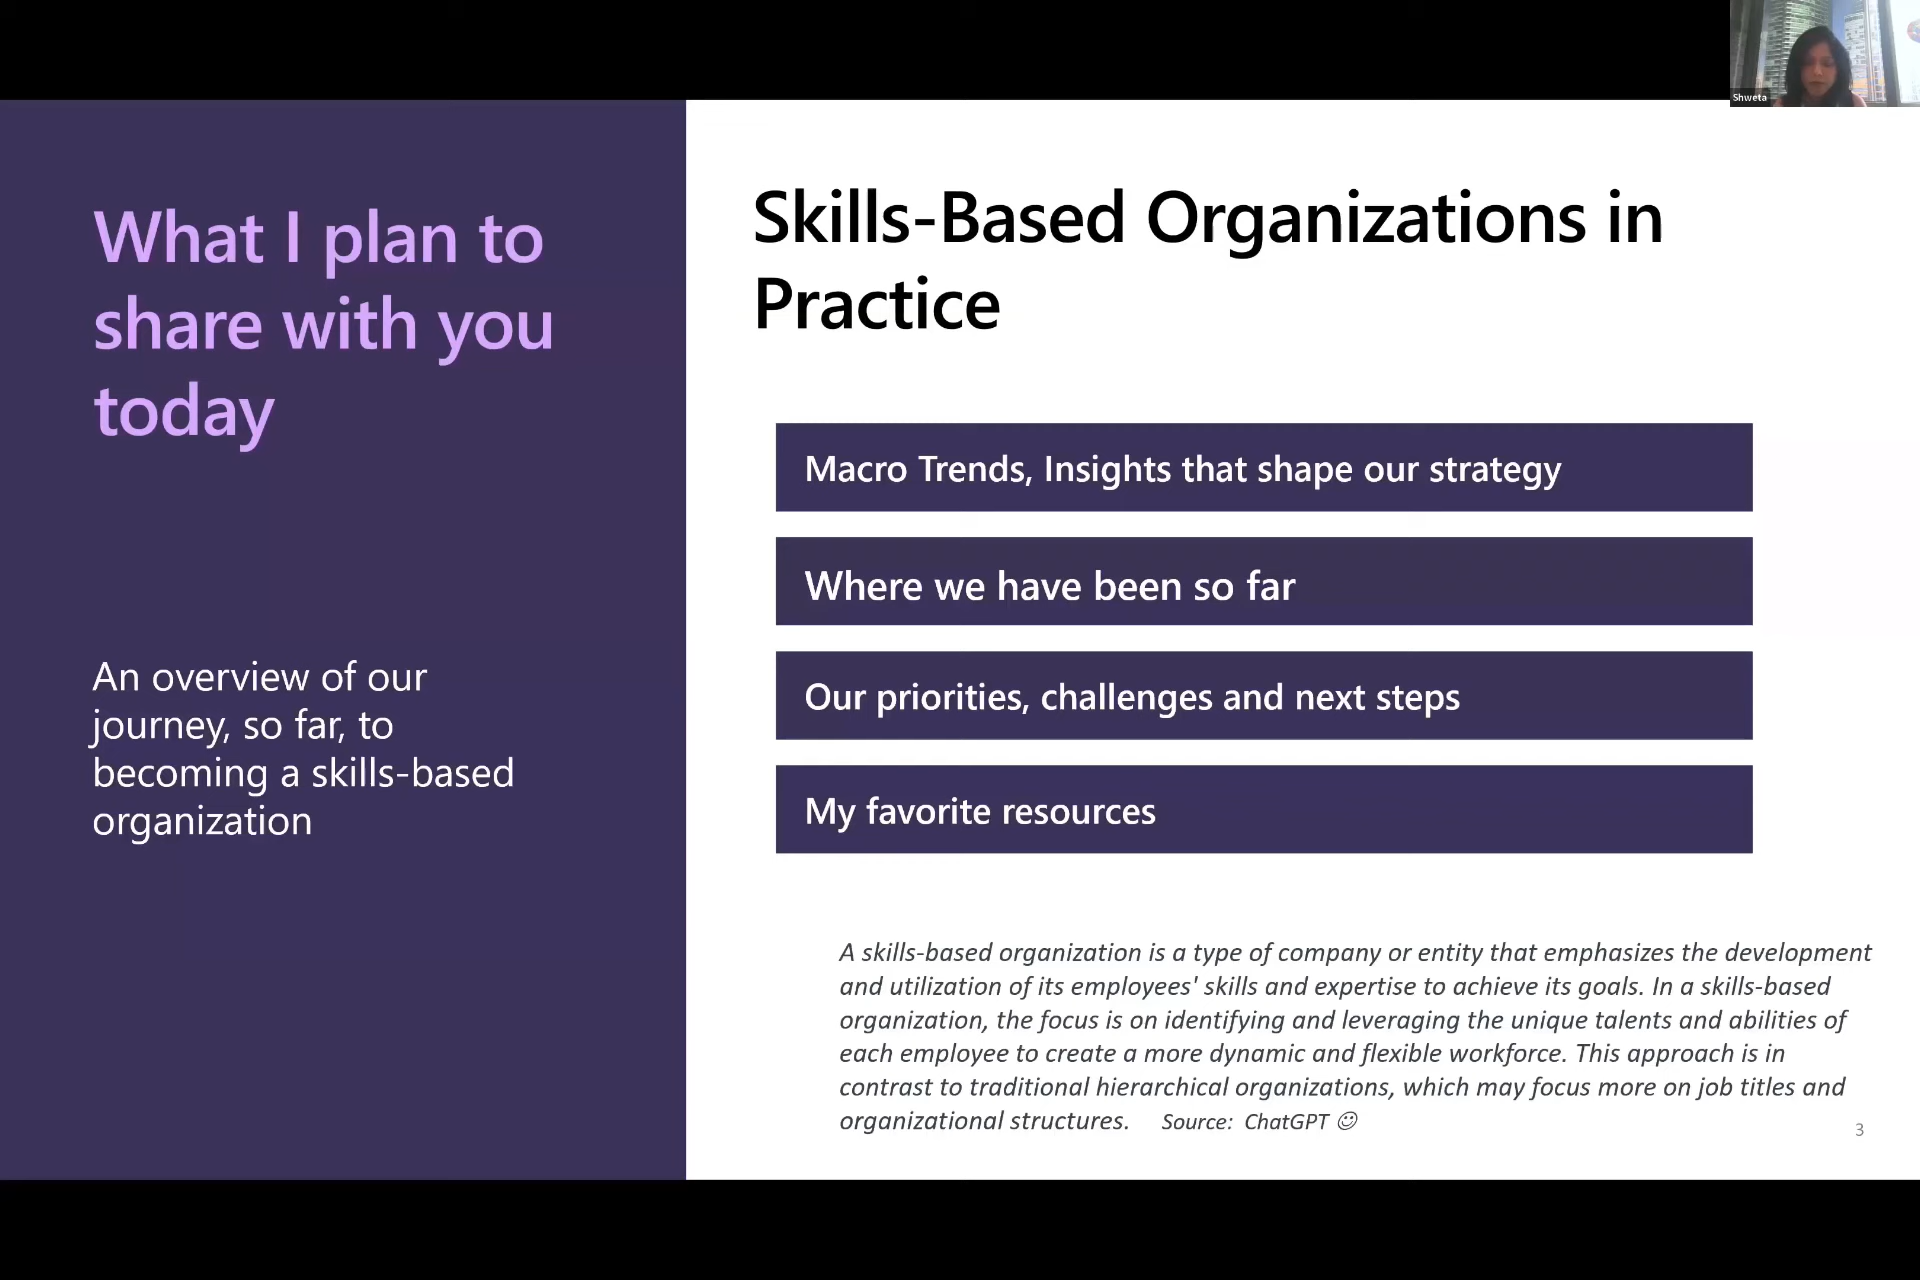 Shweta
What I plan to
share with you
today
An overview of our
journey, so far, to
becoming a skills-based
organization
Skills-Based Organizations in
Practice
Macro Trends, Insights that shape our strategy
Where we have been so far
Our priorities, challenges and next steps
My favorite resources
A skills-based organization is a type of company or entity that emphasizes the development
and utilization of its employees' skills and expertise to achieve its goals. In a skills-based
organization, the focus is on identifying and leveraging the unique talents and abilities of
each employee to create a more dynamic and flexible workforce. This approach is in
contrast to traditional hierarchical organizations, which may focus more on job titles and
organizational structures. Source: ChatGPT ☺
3